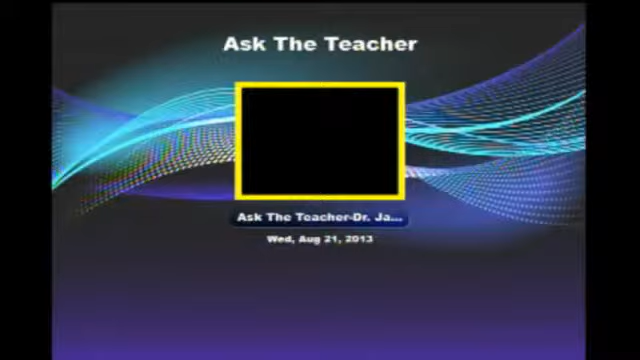 Ask The Teacher
Ask The Teacher-Dr. Ja...
Wed, Aug 21, 2013